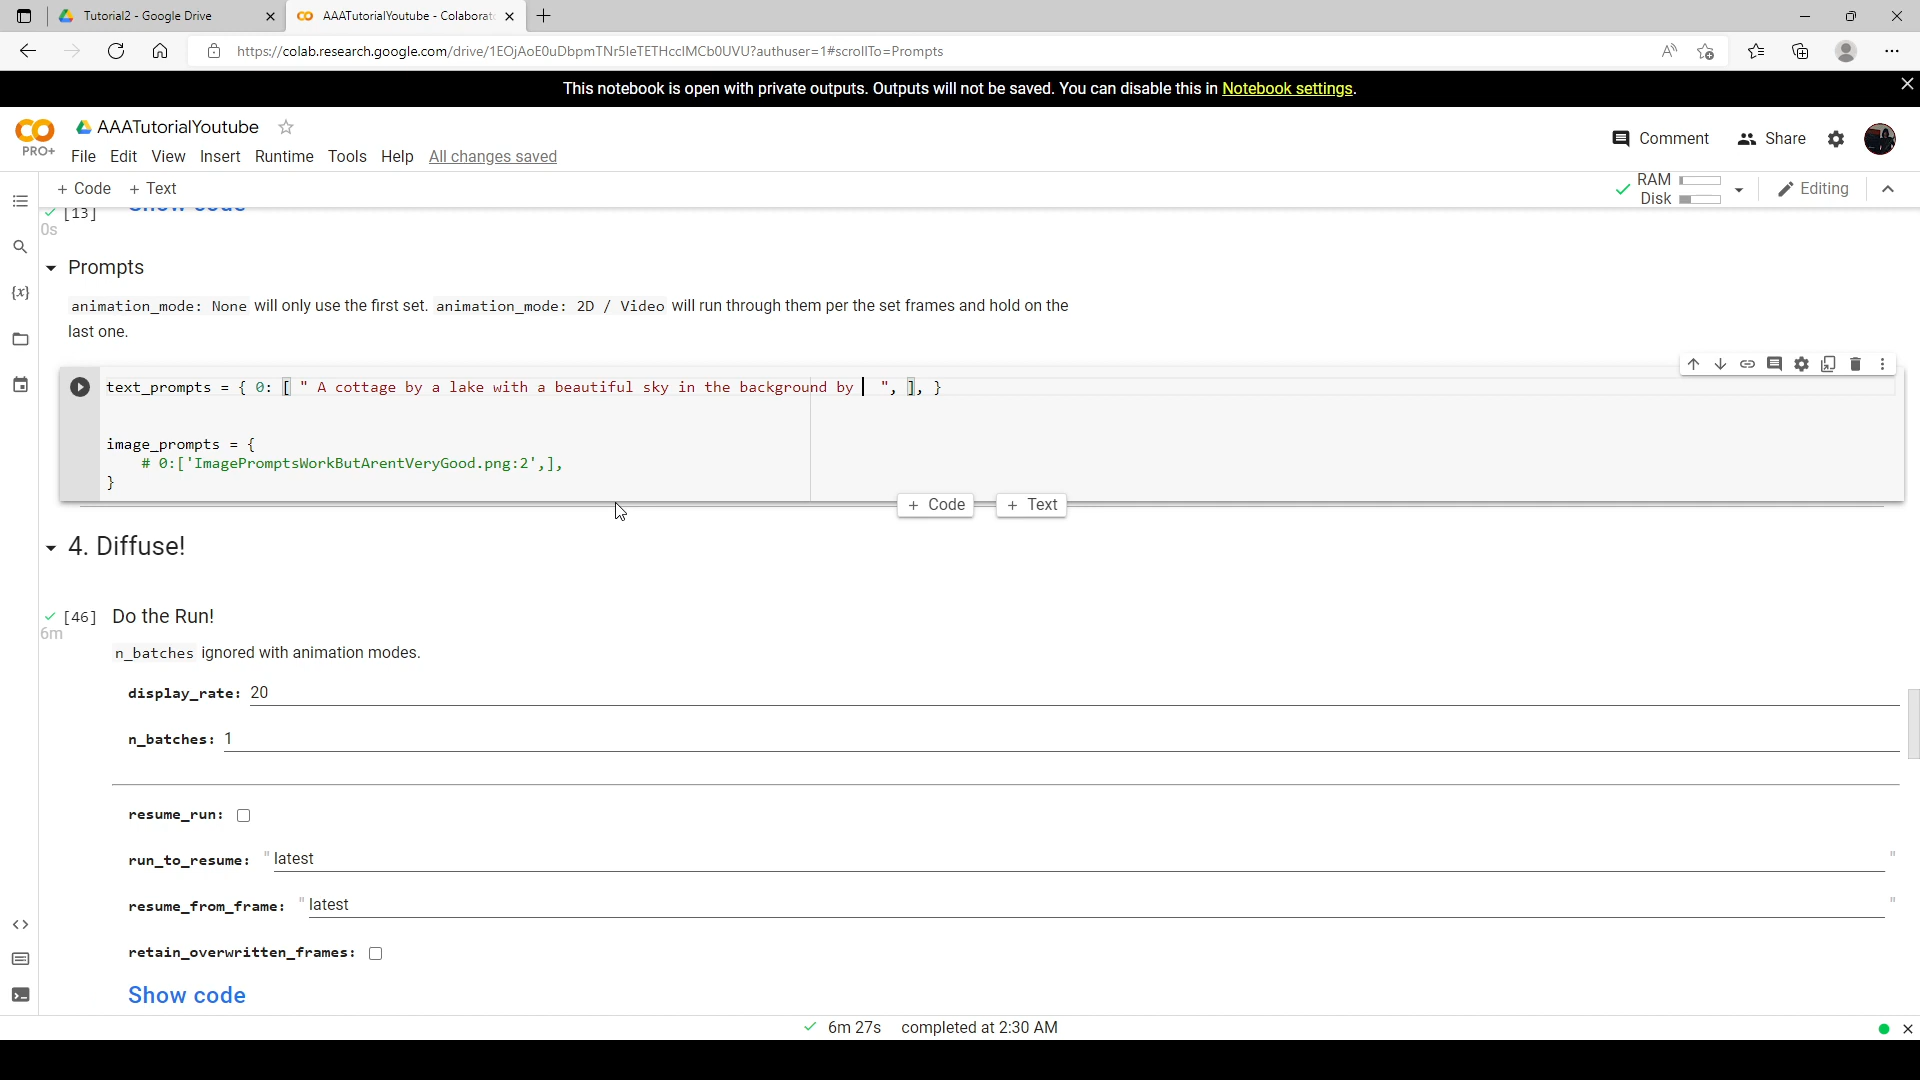 Tutorial2 - Google Drive
AAATutorialYoutube - Colaborat
https://colab.research.google.com/drive/1EOjAoE0uDbpmTNr5IeTETHcclMCb0UVU?authuser=1#scrollTo=Prompts
This notebook is open with private outputs. Outputs will not be saved. You can disable this in Notebook settings.
PRO+
AAATutorialYoutube
File Edit View Insert Runtime Tools Help All changes saved
Comment Share
+ Code + Text
RAM
Disk
Editing
[13] Show code
0s
Prompts
animation_mode: None will only use the first set. animation_mode: 2D / Video will run through them per the set frames and hold on the
last one.
text_prompts = { 0: [ " A cottage by a lake with a beautiful sky in the background by  ", ], }
image_prompts = {
# 0:['ImagePromptsWorkButArentVeryGood.png:2',],
}
+ Code + Text
4. Diffuse!
[46] Do the Run!
6m
n_batches ignored with animation modes.
display_rate: 20
n_batches: 1
resume_run:
run_to_resume: "latest"
resume_from_frame: "latest"
retain_overwritten_frames:
Show code
6m 27s completed at 2:30 AM